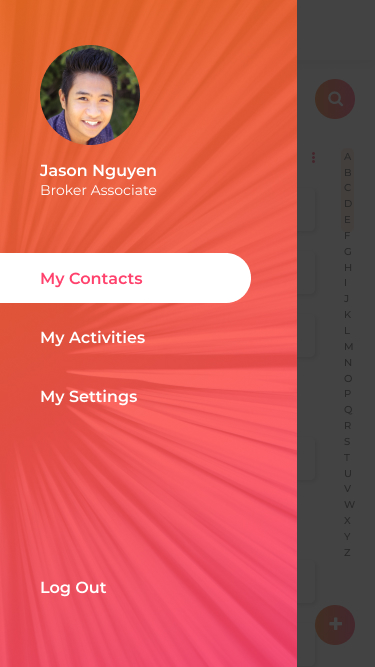 Jason Nguyen
Broker Associate
My Contacts
My Activities
My Settings
Log Out
A
B
C
D
E
F
G
H
I
J
K
L
M
N
O
P
Q
R
S
T
U
V
W
X
Y
Z